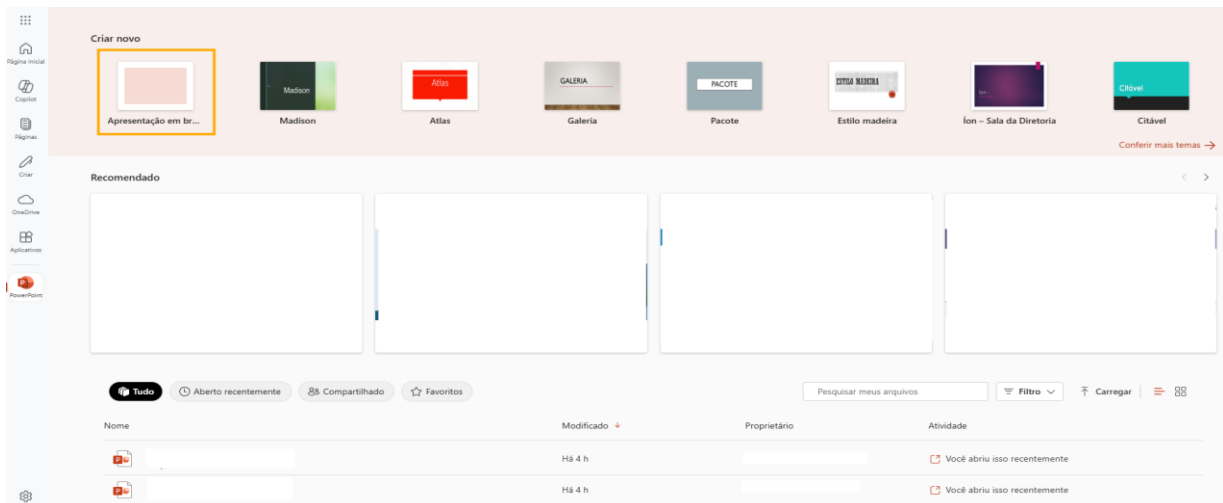 Criar novo
Página Inicial
Copilot
Páginas
Criar
OneDrive
Aplicativos
PowerPoint
Madison
Atlas
GALERIA
PACOTE
ESTILO MADEIRA
Íon –
Citável
Apresentação em br...
Madison
Atlas
Galeria
Pacote
Estilo madeira
Íon – Sala da Diretoria
Citável
Conferir mais temas →
Recomendado
Tudo
Aberto recentemente
Compartilhado
Favoritos
Pesquisar meus arquivos
Filtro
Carregar
Nome
Modificado ↓
Proprietário
Atividade
Há 4 h
Você abriu isso recentemente
Há 4 h
Você abriu isso recentemente